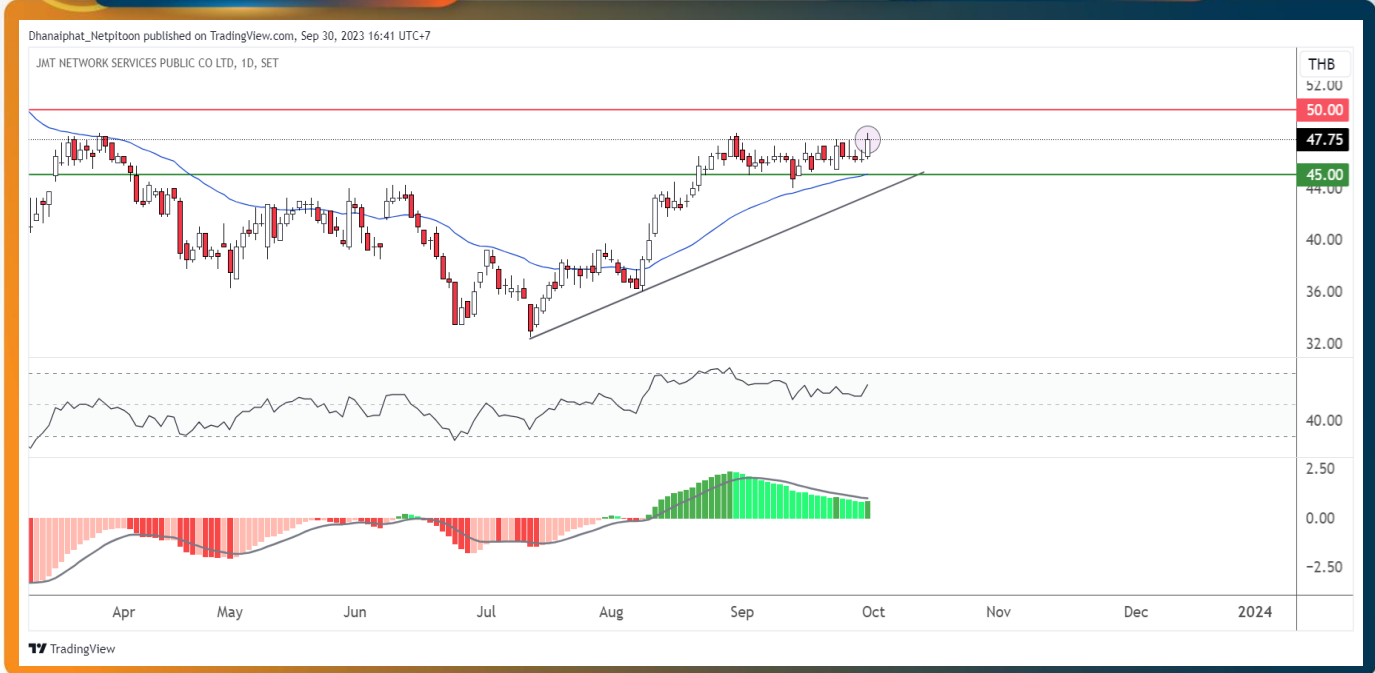 Dhanaiphat_Netpitoon published on TradingView.com, Sep 30, 2023 16:41 UTC+7
JMT NETWORK SERVICES PUBLIC CO LTD, 1D, SET
THB
52.00
50.00
47.75
45.00
44.00
40.00
36.00
32.00
40.00
2.50
0.00
−2.50
Apr May Jun Jul Aug Sep Oct Nov Dec 2024
TradingView